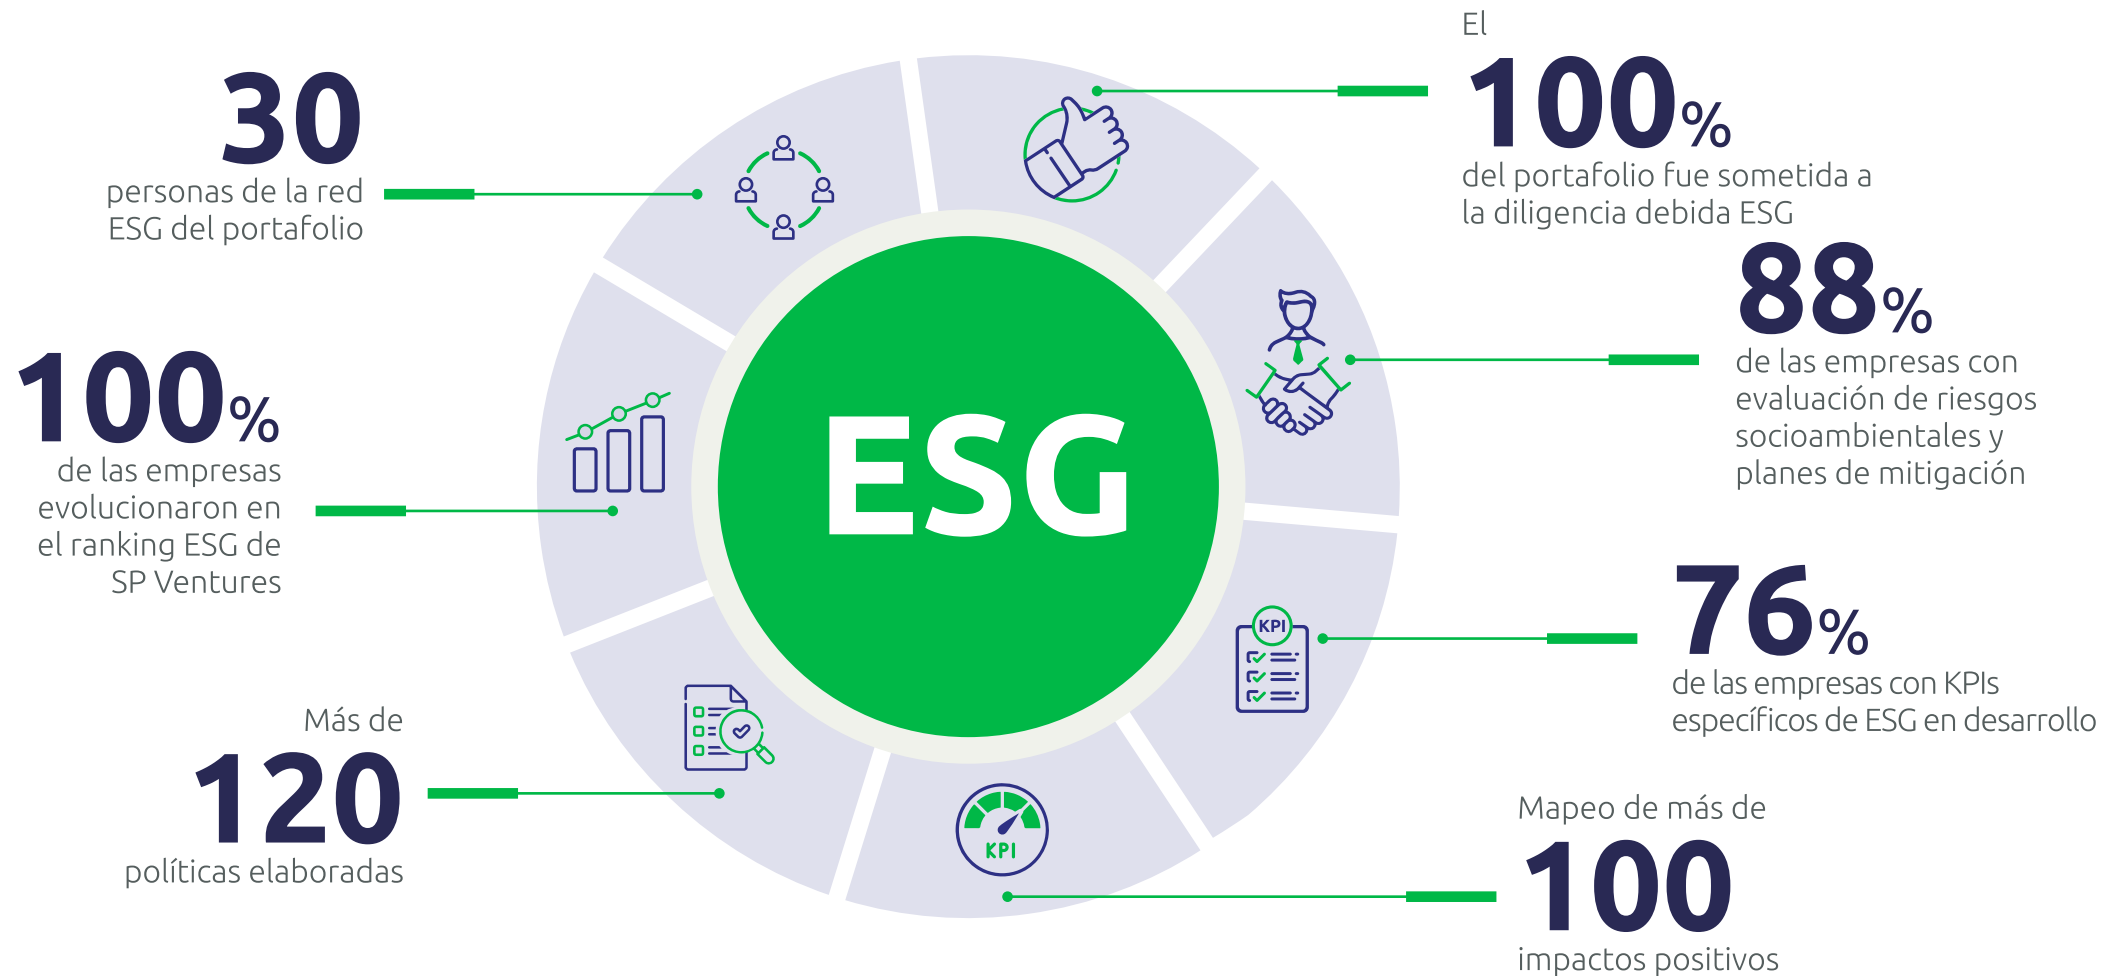 30
personas de la red
ESG del portafolio
100%
de las empresas
evolucionaron en
el ranking ESG de
SP Ventures
Más de
120
políticas elaboradas
ESG
KPI
KPI
El
100%
del portafolio fue sometida a
la diligencia debida ESG
88%
de las empresas con
evaluación de riesgos
socioambientales y
planes de mitigación
76%
de las empresas con KPIs
específicos de ESG en desarrollo
Mapeo de más de
100
impactos positivos